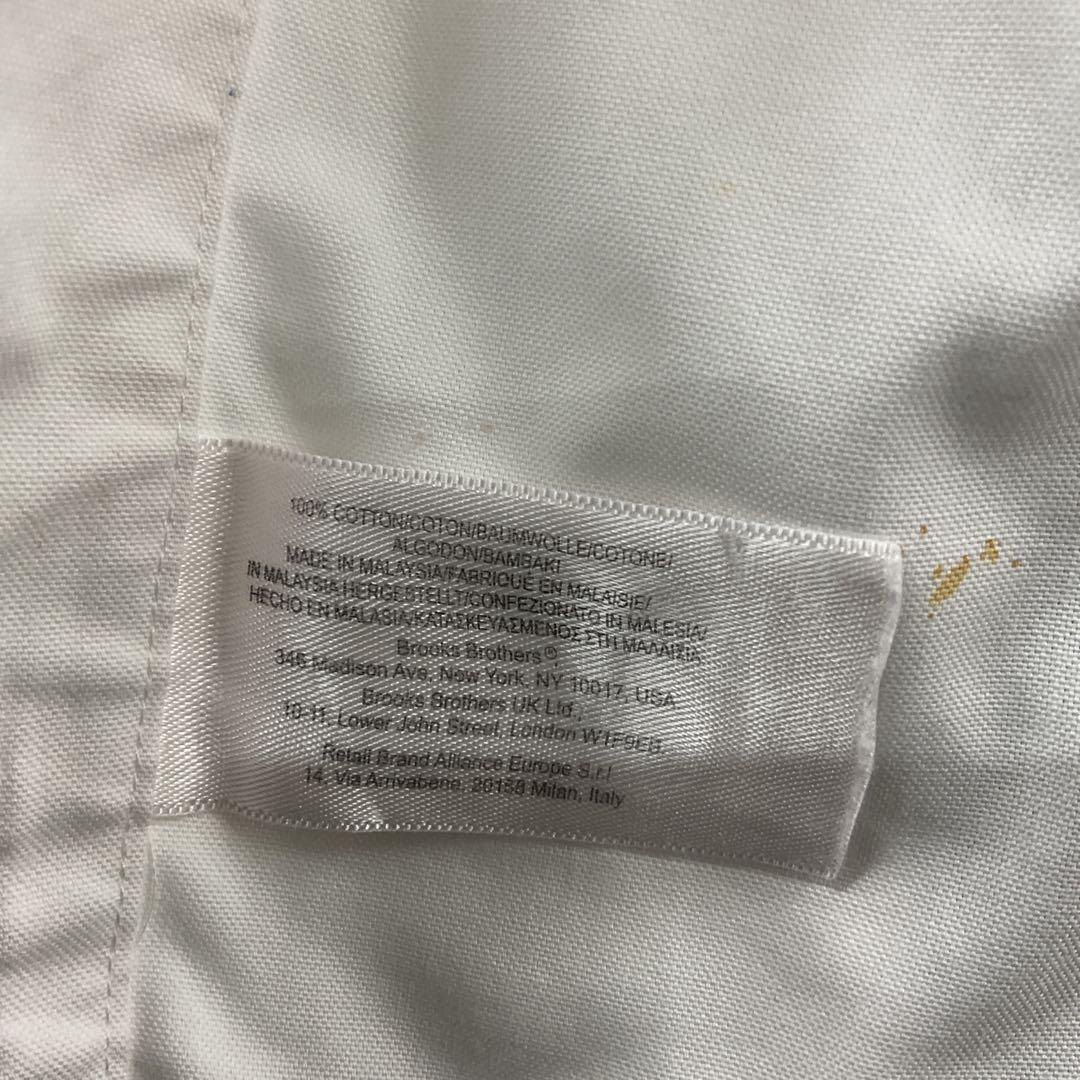 100% COTTON/COTON/BAUMWOLLE/COTONE/
ALGODON/BAMBAKI
MADE IN MALAYSIA/FABRIQUÉ EN MALAISIE/
IN MALAYSIA HERGESTELLT/CONFEZIONATO IN MALESIA/
HECHO EN MALASIA/ΚΑΤΑΣΚΕΥΑΣΜΕΝΟΣ ΣΤΗ ΜΑΛΑΙΣΙΑ
Brooks Brothers®,
346 Madison Ave, New York, NY 10017, USA
Brooks Brothers UK Ltd.,
10-11, Lower John Street, London W1F9EB
Retail Brand Alliance Europe S.r.l
14, Via Arrivabene, 20158 Milan, Italy